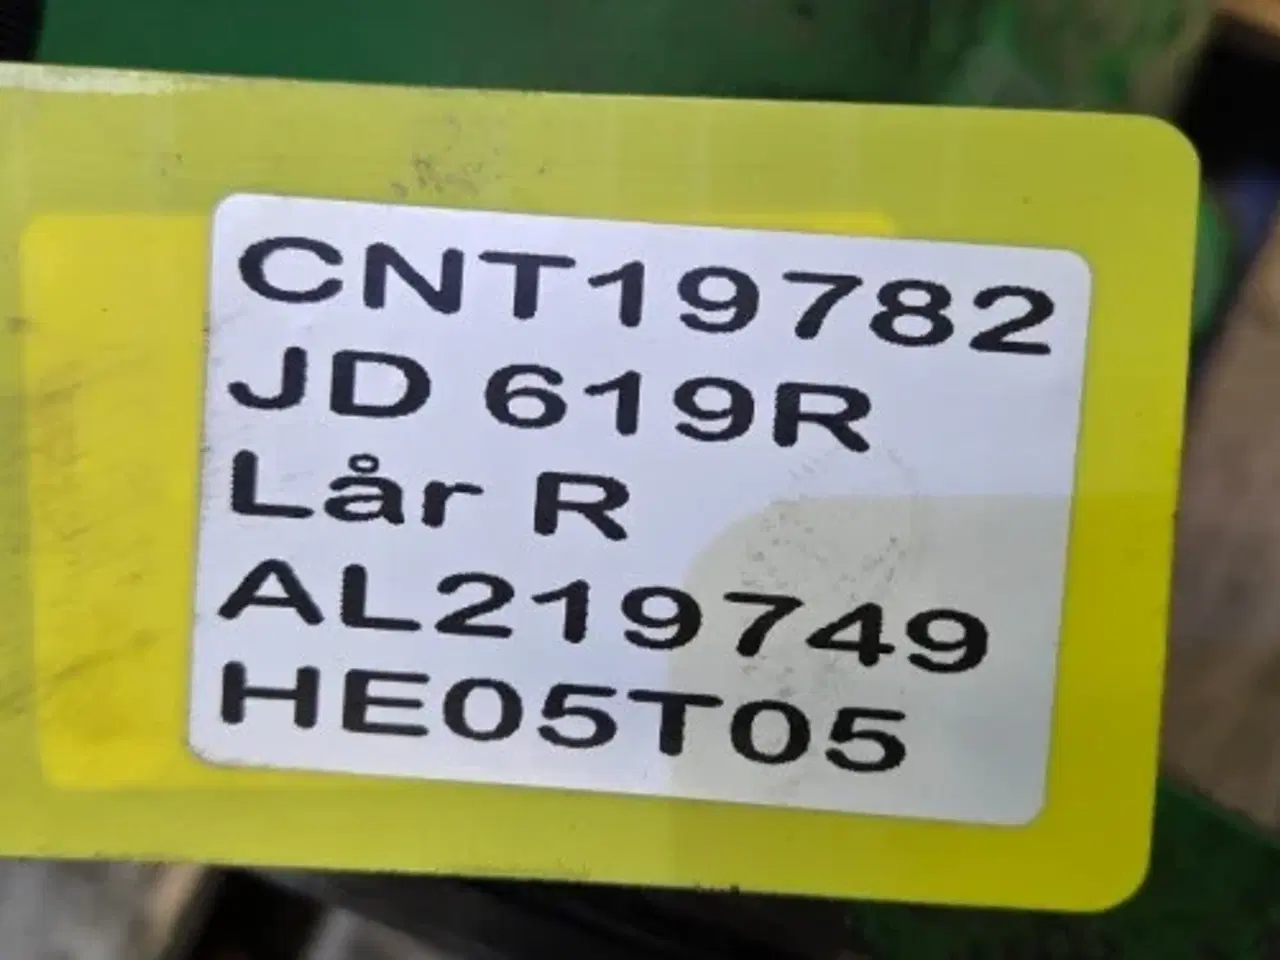 CNT19782
JD 619R
Lår R
AL219749
HE05T05